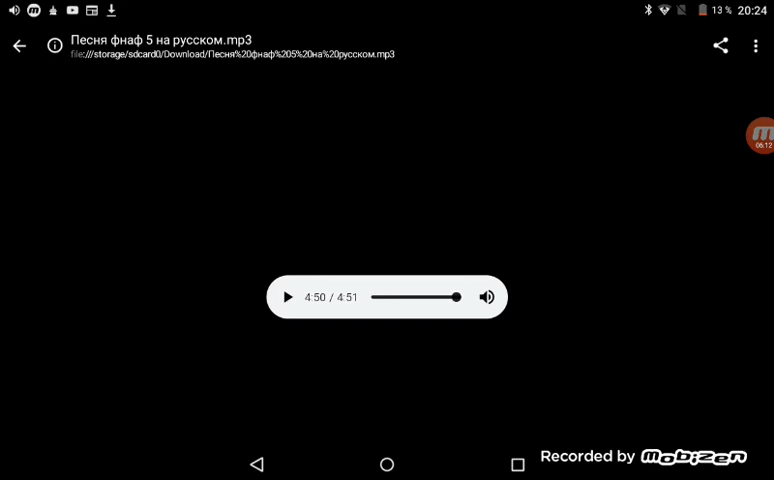 13 % 20:24
Песня фнаф 5 на русском.mp3
file:///storage/sdcard0/Download/Песня%20фнаф%205%20на%20русском.mp3
06:12
4:50 / 4:51
Recorded by Mobizen